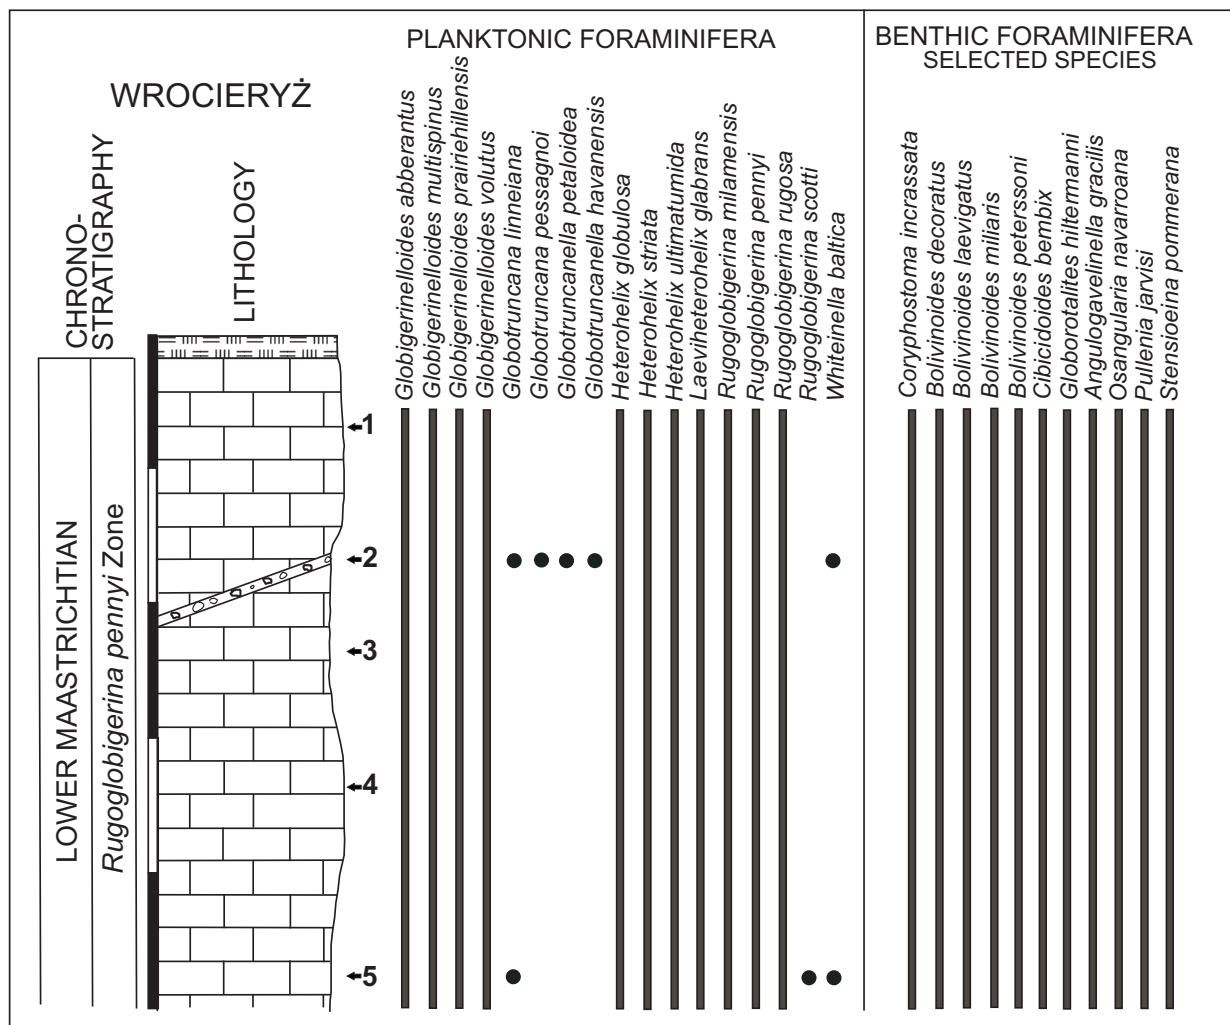 PLANKTONIC FORAMINIFERA
BENTHIC FORAMINIFERA
SELECTED SPECIES
WROCIERYŻ
CHRONO-
STRATIGRAPHY
LITHOLOGY
Globigerinelloides abberantus
Globigerinelloides multispinus
Globigerinelloides prairiehillensis
Globigerinelloides volutus
Globotruncana linneiana
Globotruncana pessagnoi
Globotruncanella petaloidea
Globotruncanella havanensis
Heterohelix globulosa
Heterohelix striata
Heterohelix ultimatumida
Laeviheterohelix glabrans
Rugoglobigerina milamensis
Rugoglobigerina pennyi
Rugoglobigerina rugosa
Rugoglobigerina scotti
Whiteinella baltica
Coryphostoma incrassata
Bolivinoides decoratus
Bolivinoides laevigatus
Bolivinoides miliaris
Bolivinoides peterssoni
Cibicidoides bembix
Globorotalites hiltermanni
Angulogavelinella gracilis
Osangularia navarroana
Pullenia jarvisi
Stensioeina pommerana
LOWER MAASTRICHTIAN
Rugoglobigerina pennyi Zone
1
2
3
4
5